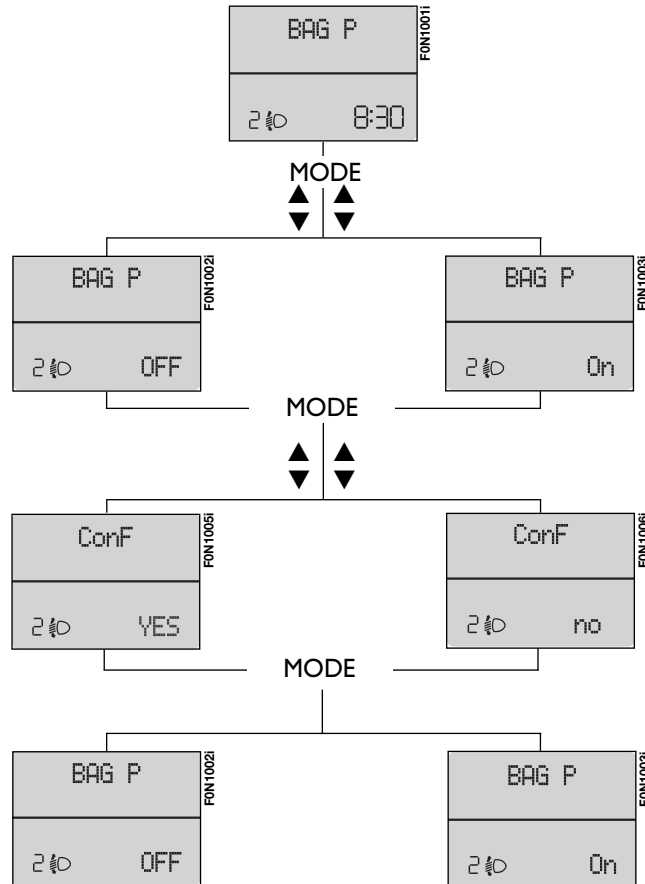 BAG P
2 8:30
F0N1001i
MODE
BAG P
2 OFF
F0N1002i
BAG P
2 On
F0N1003i
MODE
ConF
2 YES
F0N1005i
ConF
2 no
F0N1006i
MODE
BAG P
2 OFF
F0N1002i
BAG P
2 On
F0N1003i